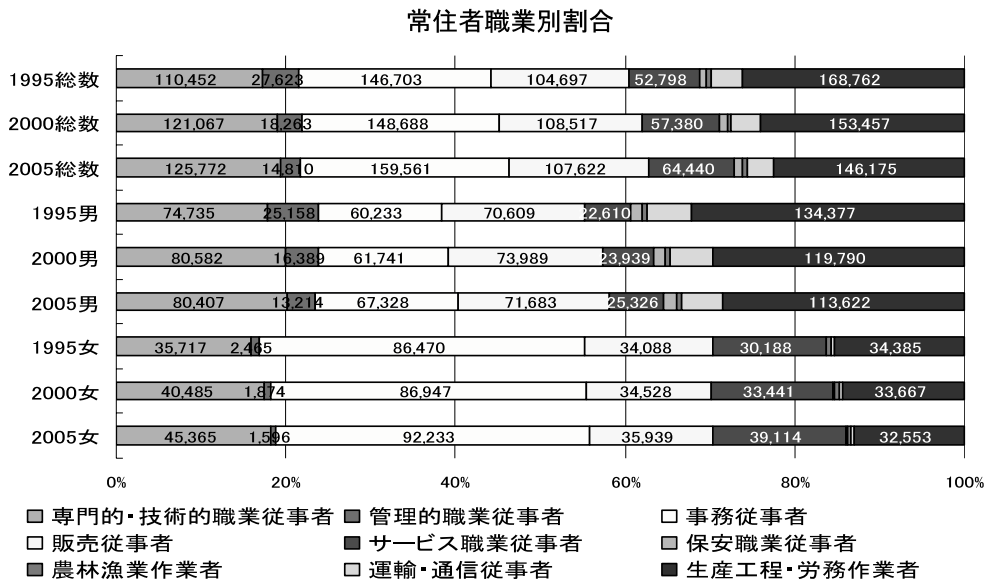 常住者職業別割合
1995総数 110,452 27,623 146,703 104,697 52,798 168,762
2000総数 121,067 18,263 148,688 108,517 57,380 153,457
2005総数 125,772 14,810 159,561 107,622 64,440 146,175
1995男 74,735 25,158 60,233 70,609 22,610 134,377
2000男 80,582 16,389 61,741 73,989 23,939 119,790
2005男 80,407 13,214 67,328 71,683 25,326 113,622
1995女 35,717 2,465 86,470 34,088 30,188 34,385
2000女 40,485 1,874 86,947 34,528 33,441 33,667
2005女 45,365 1,596 92,233 35,939 39,114 32,553
0% 20% 40% 60% 80% 100%
専門的・技術的職業従事者 管理的職業従事者 事務従事者
販売従事者 サービス職業従事者 保安職業従事者
農林漁業作業者 運輸・通信従事者 生産工程・労務作業者